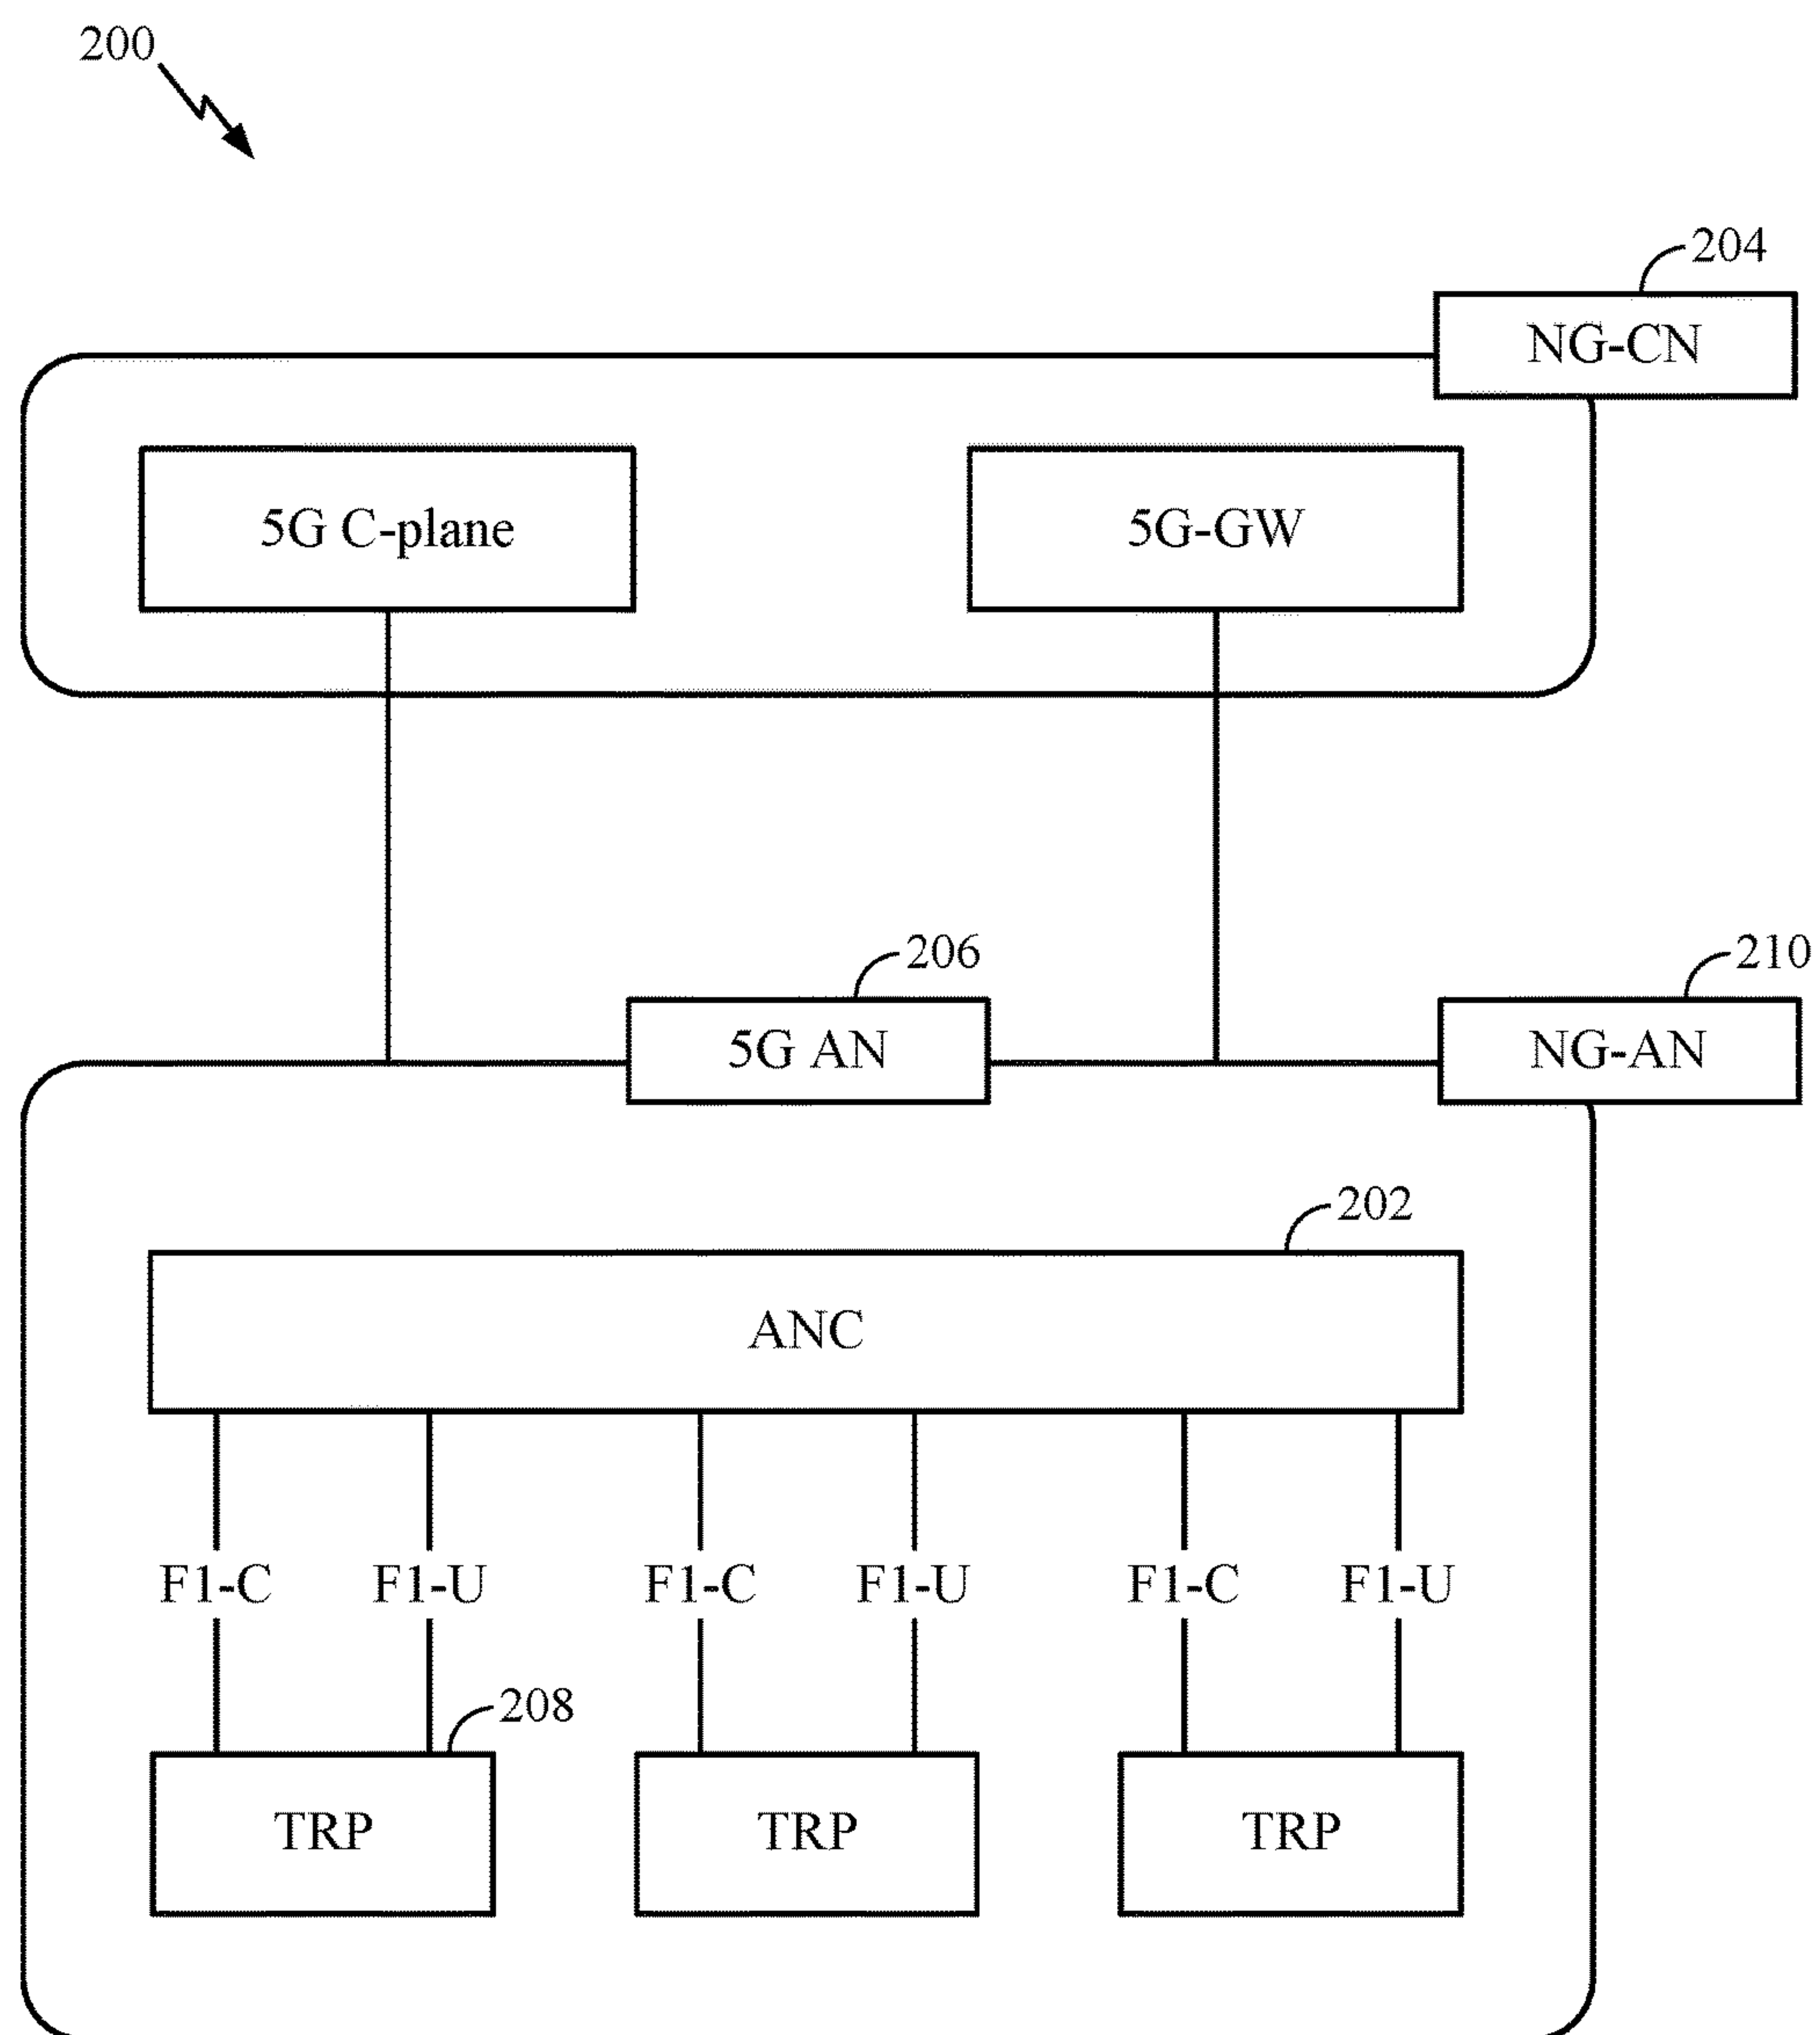 200
204
NG-CN
5G C-plane
5G-GW
206
210
5G AN
NG-AN
202
ANC
F1-C
F1-U
F1-C
F1-U
F1-C
F1-U
208
TRP
TRP
TRP